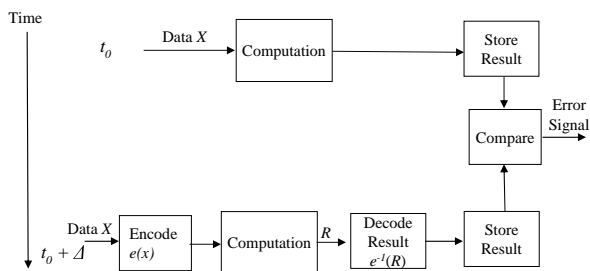 Time
t₀
Data X
Computation
Store
Result
Error
Signal
Compare
t₀ + Δ
Data X
Encode
e(x)
Computation
R
Decode
Result
e⁻¹(R)
Store
Result